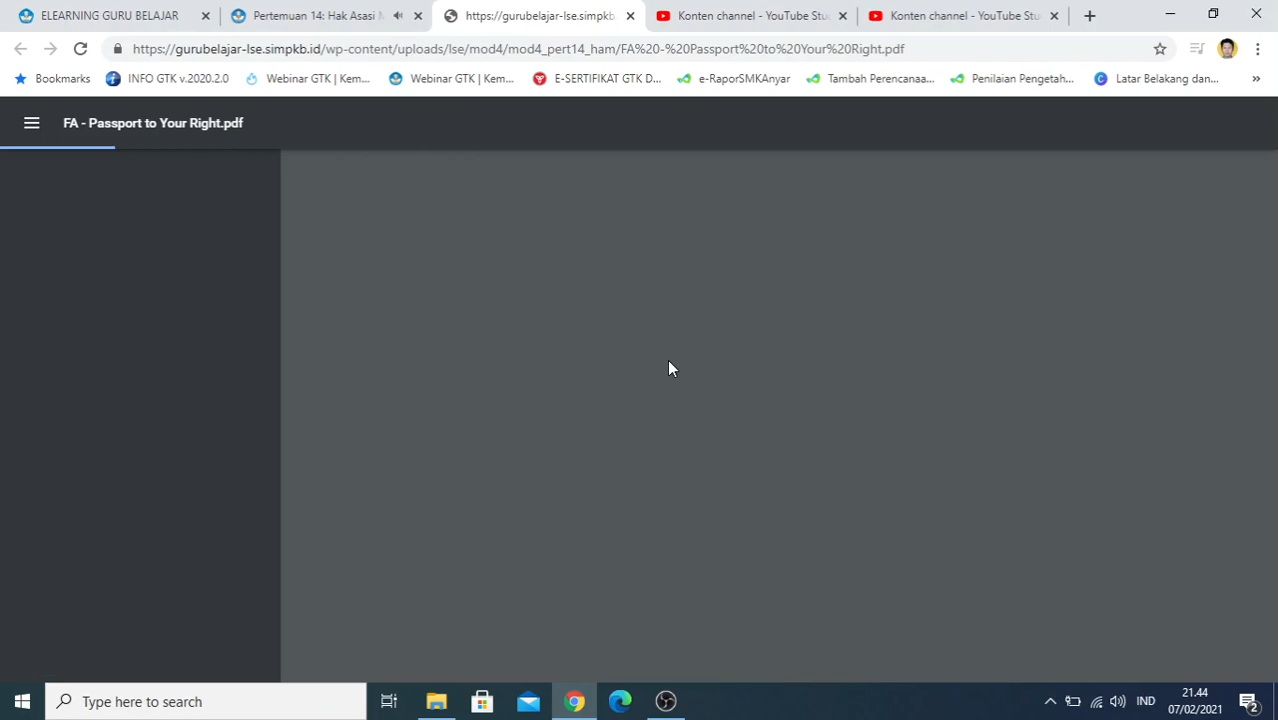 ELEARNING GURU BELAJAR
Pertemuan 14: Hak Asasi M
https://gurubelajar-lse.simpkb
Konten channel - YouTube Stu
Konten channel - YouTube Stu
https://gurubelajar-lse.simpkb.id/wp-content/uploads/lse/mod4/mod4_pert14_ham/FA%20-%20Passport%20to%20Your%20Right.pdf
Bookmarks
INFO GTK v.2020.2.0
Webinar GTK | Kem...
Webinar GTK | Kem...
E-SERTIFIKAT GTK D...
e-RaporSMKAnyar
Tambah Perencanaa...
Penilaian Pengetah...
Latar Belakang dan...
FA - Passport to Your Right.pdf
Type here to search
IND
21.44
07/02/2021
2